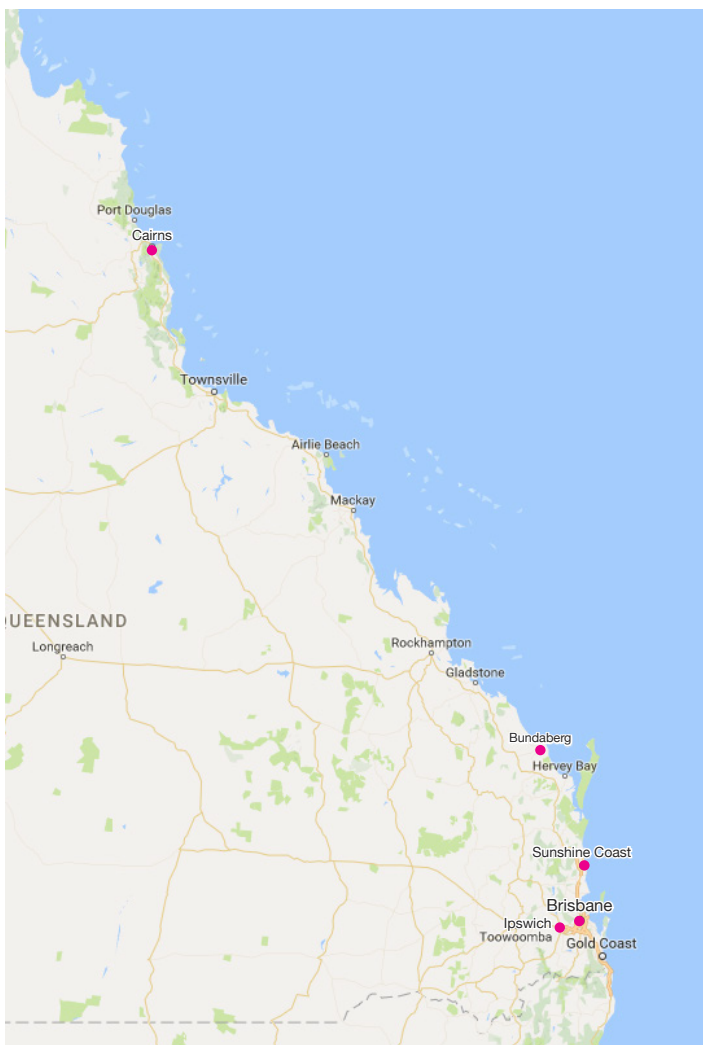 Port Douglas
Cairns
Townsville
Airlie Beach
Mackay
QUEENSLAND
Longreach
Rockhampton
Gladstone
Bundaberg
Hervey Bay
Sunshine Coast
Brisbane
Ipswich
Toowoomba
Gold Coast